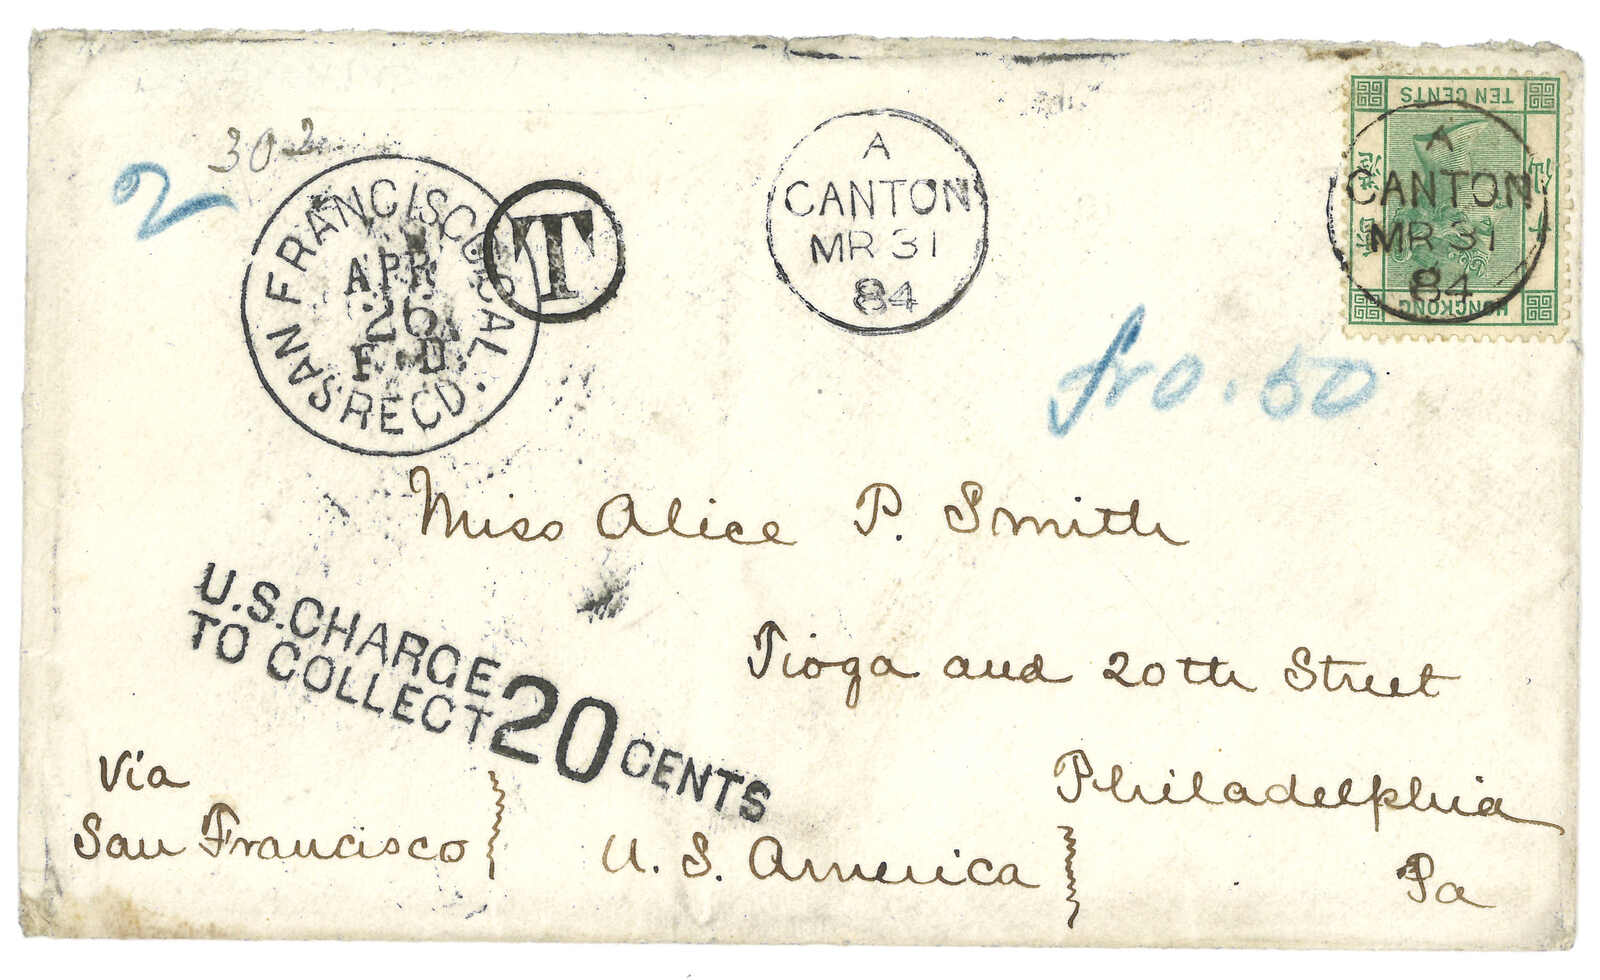 2
302
SAN FRANCISCO, CAL.
APR
26
F.D.
RECD
T
A
CANTON
MR 31
84
TEN CENTS
HONGKONG
A
CANTON
MR 31
84
fr 0.50
Miss Alice P. Smith
Tioga and 20th Street
Philadelphia
Pa
U. S. America
Via
San Francisco
U.S. CHARGE
TO COLLECT 20 CENTS